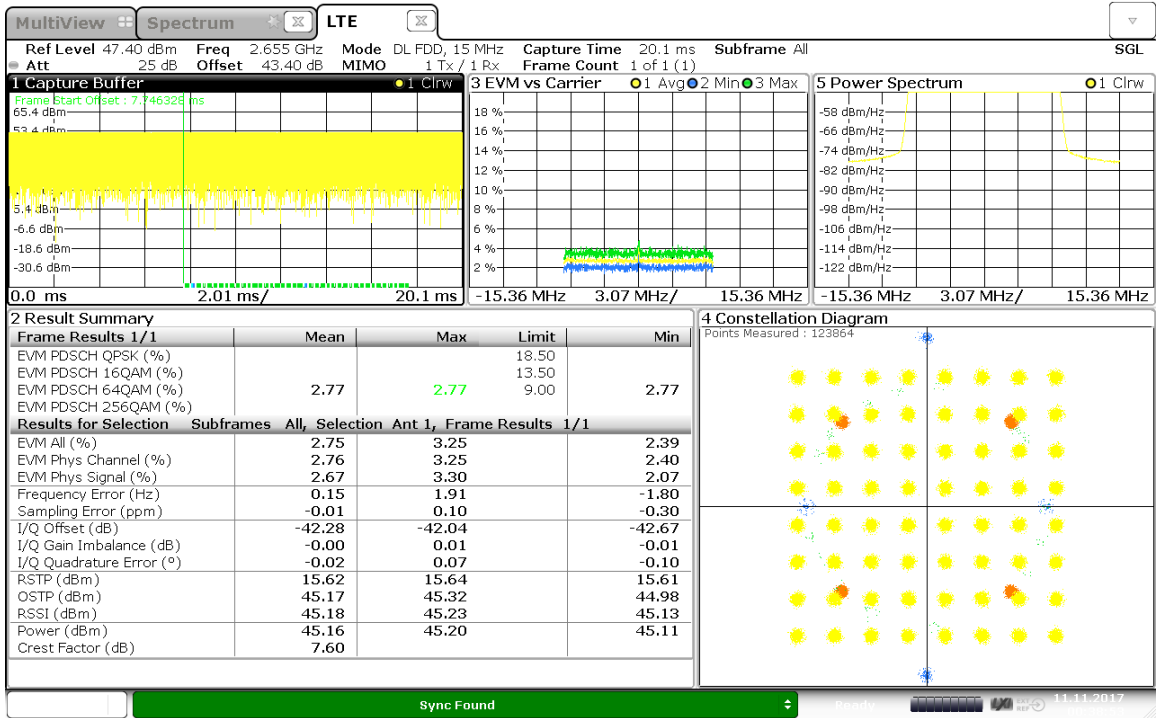 MultiView Spectrum LTE
Ref Level 47.40 dBm Freq 2.655 GHz Mode DL FDD, 15 MHz Capture Time 20.1 ms Subframe All SGL
Att 25 dB Offset 43.40 dB MIMO 1 Tx / 1 Rx Frame Count 1 of 1 (1)
1 Capture Buffer 1 Clrw
Frame Start Offset : 7.746328 ms
65.4 dBm
53.4 dBm
5.4 dBm
-6.6 dBm
-18.6 dBm
-30.6 dBm
0.0 ms 2.01 ms/ 20.1 ms
3 EVM vs Carrier 1 Avg 2 Min 3 Max
18 %
16 %
14 %
12 %
10 %
8 %
6 %
4 %
2 %
-15.36 MHz 3.07 MHz/ 15.36 MHz
5 Power Spectrum 1 Clrw
-58 dBm/Hz
-66 dBm/Hz
-74 dBm/Hz
-82 dBm/Hz
-90 dBm/Hz
-98 dBm/Hz
-106 dBm/Hz
-114 dBm/Hz
-122 dBm/Hz
-15.36 MHz 3.07 MHz/ 15.36 MHz
2 Result Summary
Frame Results 1/1 Mean Max Limit Min
EVM PDSCH QPSK (%) 18.50
EVM PDSCH 16QAM (%) 13.50
EVM PDSCH 64QAM (%) 2.77 2.77 9.00 2.77
EVM PDSCH 256QAM (%)
Results for Selection Subframes All, Selection Ant 1, Frame Results 1/1
EVM All (%) 2.75 3.25 2.39
EVM Phys Channel (%) 2.76 3.25 2.40
EVM Phys Signal (%) 2.67 3.30 2.07
Frequency Error (Hz) 0.15 1.91 -1.80
Sampling Error (ppm) -0.01 0.10 -0.30
I/Q Offset (dB) -42.28 -42.04 -42.67
I/Q Gain Imbalance (dB) -0.00 0.01 -0.01
I/Q Quadrature Error (°) -0.02 0.07 -0.10
RSTP (dBm) 15.62 15.64 15.61
OSTP (dBm) 45.17 45.32 44.98
RSSI (dBm) 45.18 45.23 45.13
Power (dBm) 45.16 45.20 45.11
Crest Factor (dB) 7.60
4 Constellation Diagram
Points Measured : 123864
Sync Found
Ready
LXI EXT REF
11.11.2017